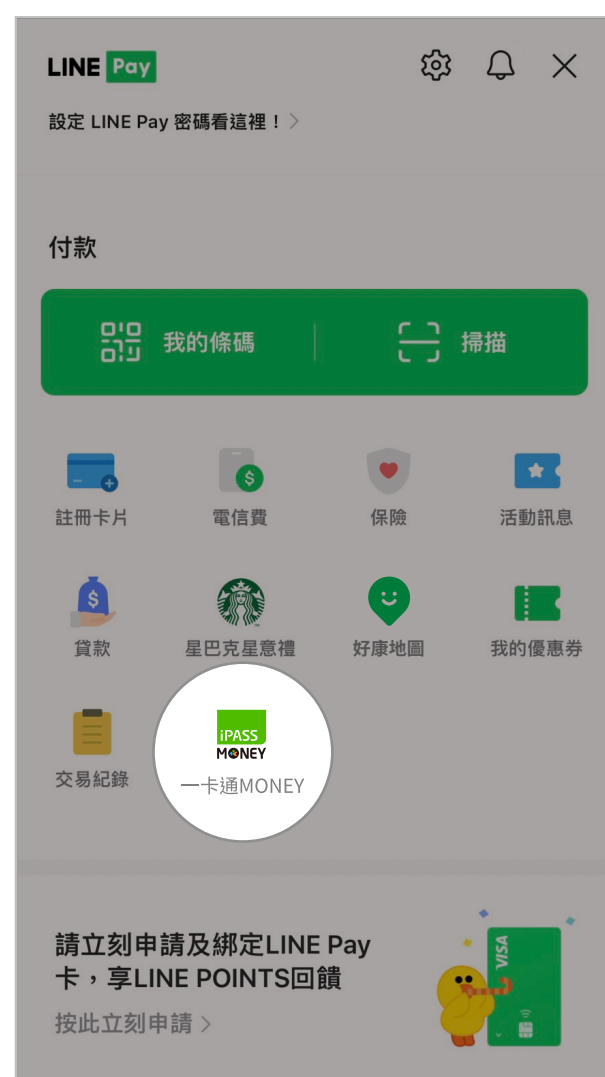 LINE Pay
設定 LINE Pay 密碼看這裡！
付款
我的條碼 掃描
註冊卡片 電信費 保險 活動訊息
貸款 星巴克星意禮 好康地圖 我的優惠券
iPASS
MONEY
交易紀錄 一卡通MONEY
請立刻申請及綁定LINE Pay
卡，享LINE POINTS回饋
VISA
按此立刻申請